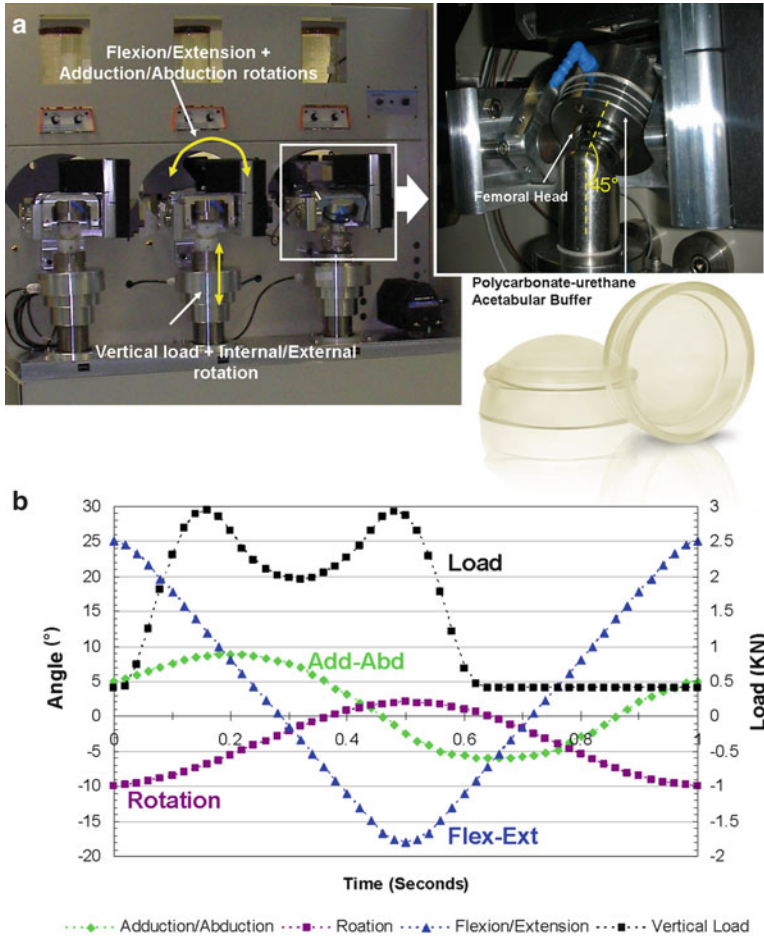 a
Flexion/Extension +
Adduction/Abduction rotations
Vertical load + Internal/External
rotation
Femoral Head
45°
Polycarbonate-urethane
Acetabular Buffer
b
30
25
20
15
10
5
0
-5
-10
-15
-20
Angle (°)
3
2.5
2
1.5
1
0.5
0
-0.5
-1
-1.5
-2
Load (KN)
0
0.2
0.4
0.6
0.8
1
Load
Add-Abd
Rotation
Flex-Ext
Time (Seconds)
Adduction/Abduction
Roation
Flexion/Extension
Vertical Load